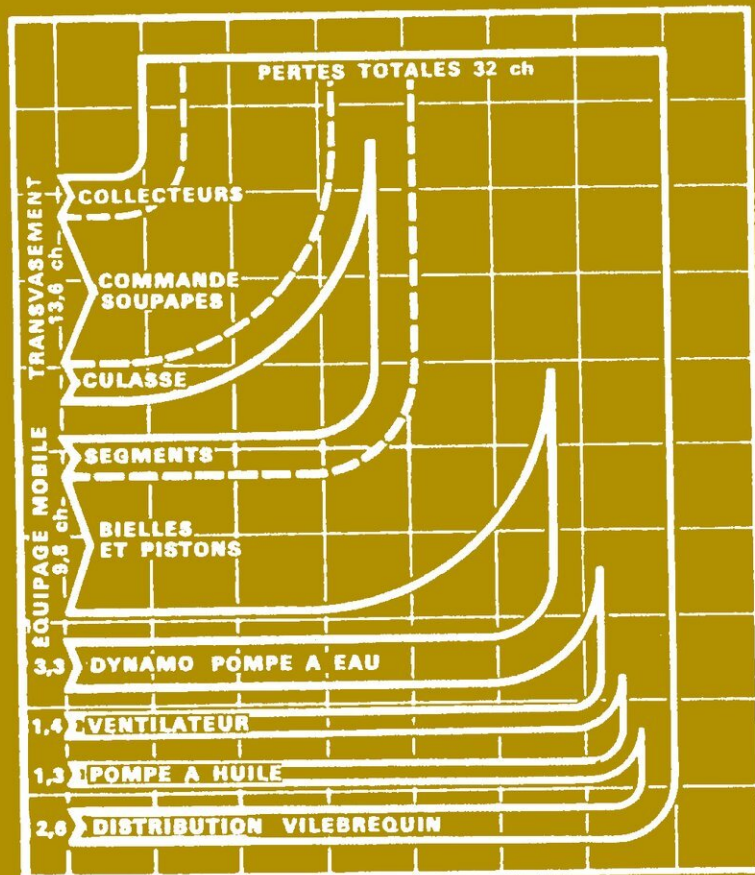 PERTES TOTALES 32 ch
TRANSVASEMENT
13,6 ch
COLLECTEURS
COMMANDE
SOUPAPES
CULASSE
ÉQUIPAGE MOBILE
9,8 ch
SEGMENTS
BIELLES
ET PISTONS
3,3 DYNAMO POMPE A EAU
1,4 VENTILATEUR
1,3 POMPE A HUILE
2,6 DISTRIBUTION VILEBREQUIN